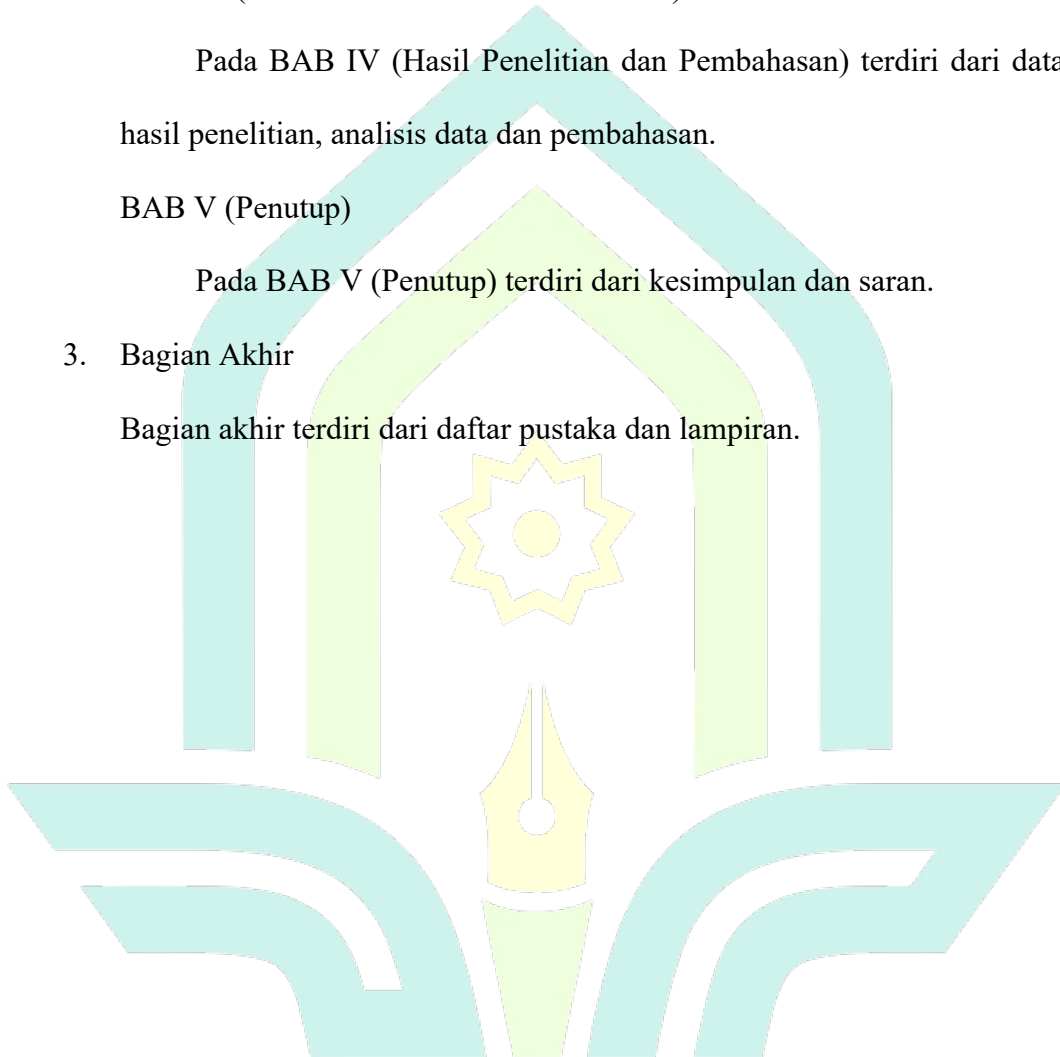 Pada BAB IV (Hasil Penelitian dan Pembahasan) terdiri dari data
hasil penelitian, analisis data dan pembahasan.
BAB V (Penutup)
Pada BAB V (Penutup) terdiri dari kesimpulan dan saran.
3. Bagian Akhir
Bagian akhir terdiri dari daftar pustaka dan lampiran.